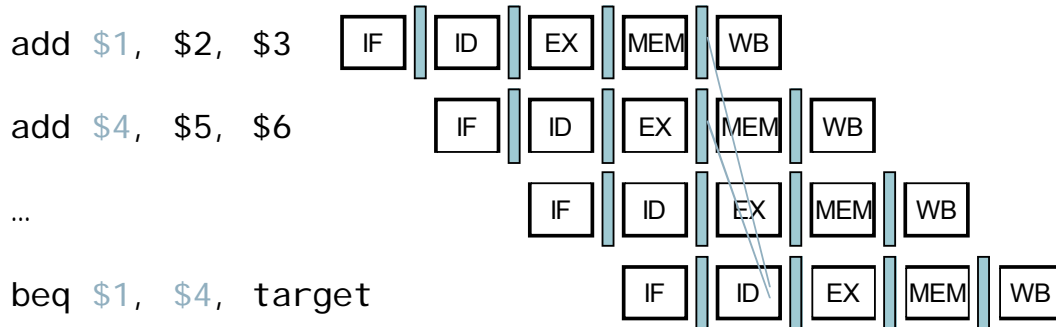 add $1, $2, $3 IF ID EX MEM WB
add $4, $5, $6 IF ID EX MEM WB
… IF ID EX MEM WB
beq $1, $4, target IF ID EX MEM WB